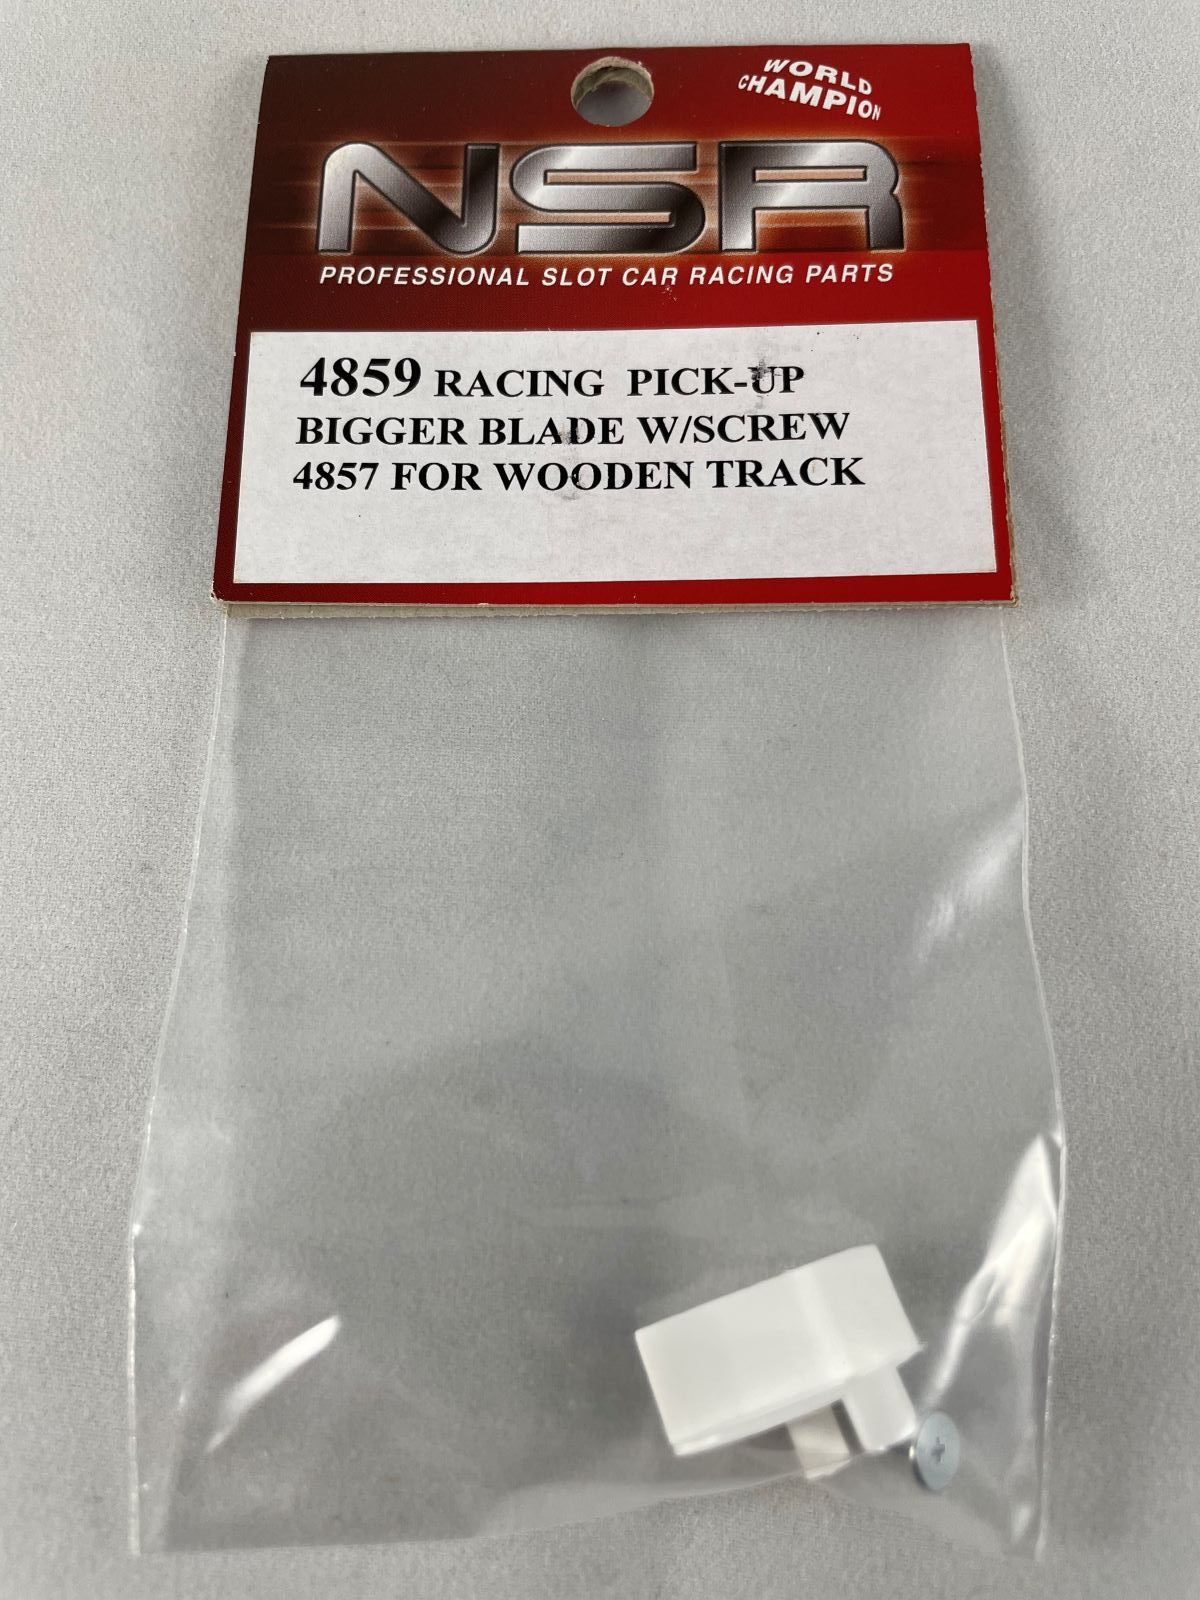 WORLD
CHAMPION
NSR
PROFESSIONAL SLOT CAR RACING PARTS
4859 RACING PICK-UP
BIGGER BLADE W/SCREW
4857 FOR WOODEN TRACK